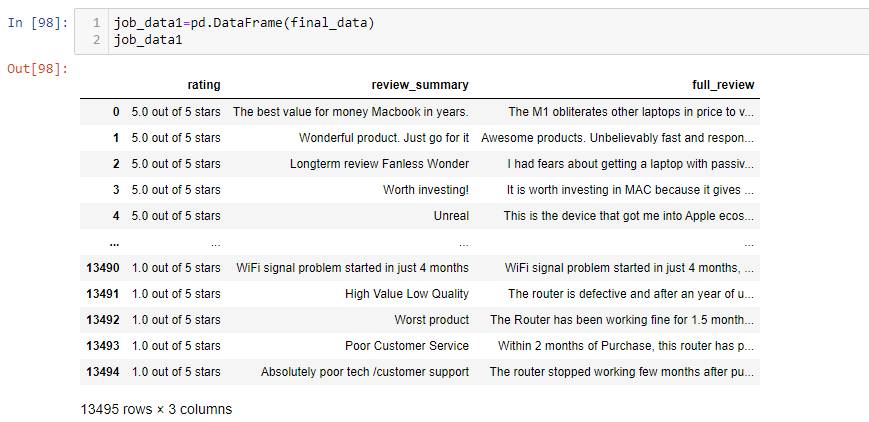 In [98]: 1 job_data1=pd.DataFrame(final_data)
2 job_data1
Out[98]:
rating review_summary full_review
0 5.0 out of 5 stars The best value for money Macbook in years. The M1 obliterates other laptops in price to v...
1 5.0 out of 5 stars Wonderful product. Just go for it Awesome products. Unbelievably fast and respon...
2 5.0 out of 5 stars Longterm review Fanless Wonder I had fears about getting a laptop with passiv...
3 5.0 out of 5 stars Worth investing! It is worth investing in MAC because it gives ...
4 5.0 out of 5 stars Unreal This is the device that got me into Apple ecos...
... ... ... ...
13490 1.0 out of 5 stars WiFi signal problem started in just 4 months WiFi signal problem started in just 4 months, ...
13491 1.0 out of 5 stars High Value Low Quality The router is defective and after an year of u...
13492 1.0 out of 5 stars Worst product The Router has been working fine for 1.5 month...
13493 1.0 out of 5 stars Poor Customer Service Within 2 months of Purchase, this router has p...
13494 1.0 out of 5 stars Absolutely poor tech /customer support The router stopped working few months after pu...
13495 rows × 3 columns